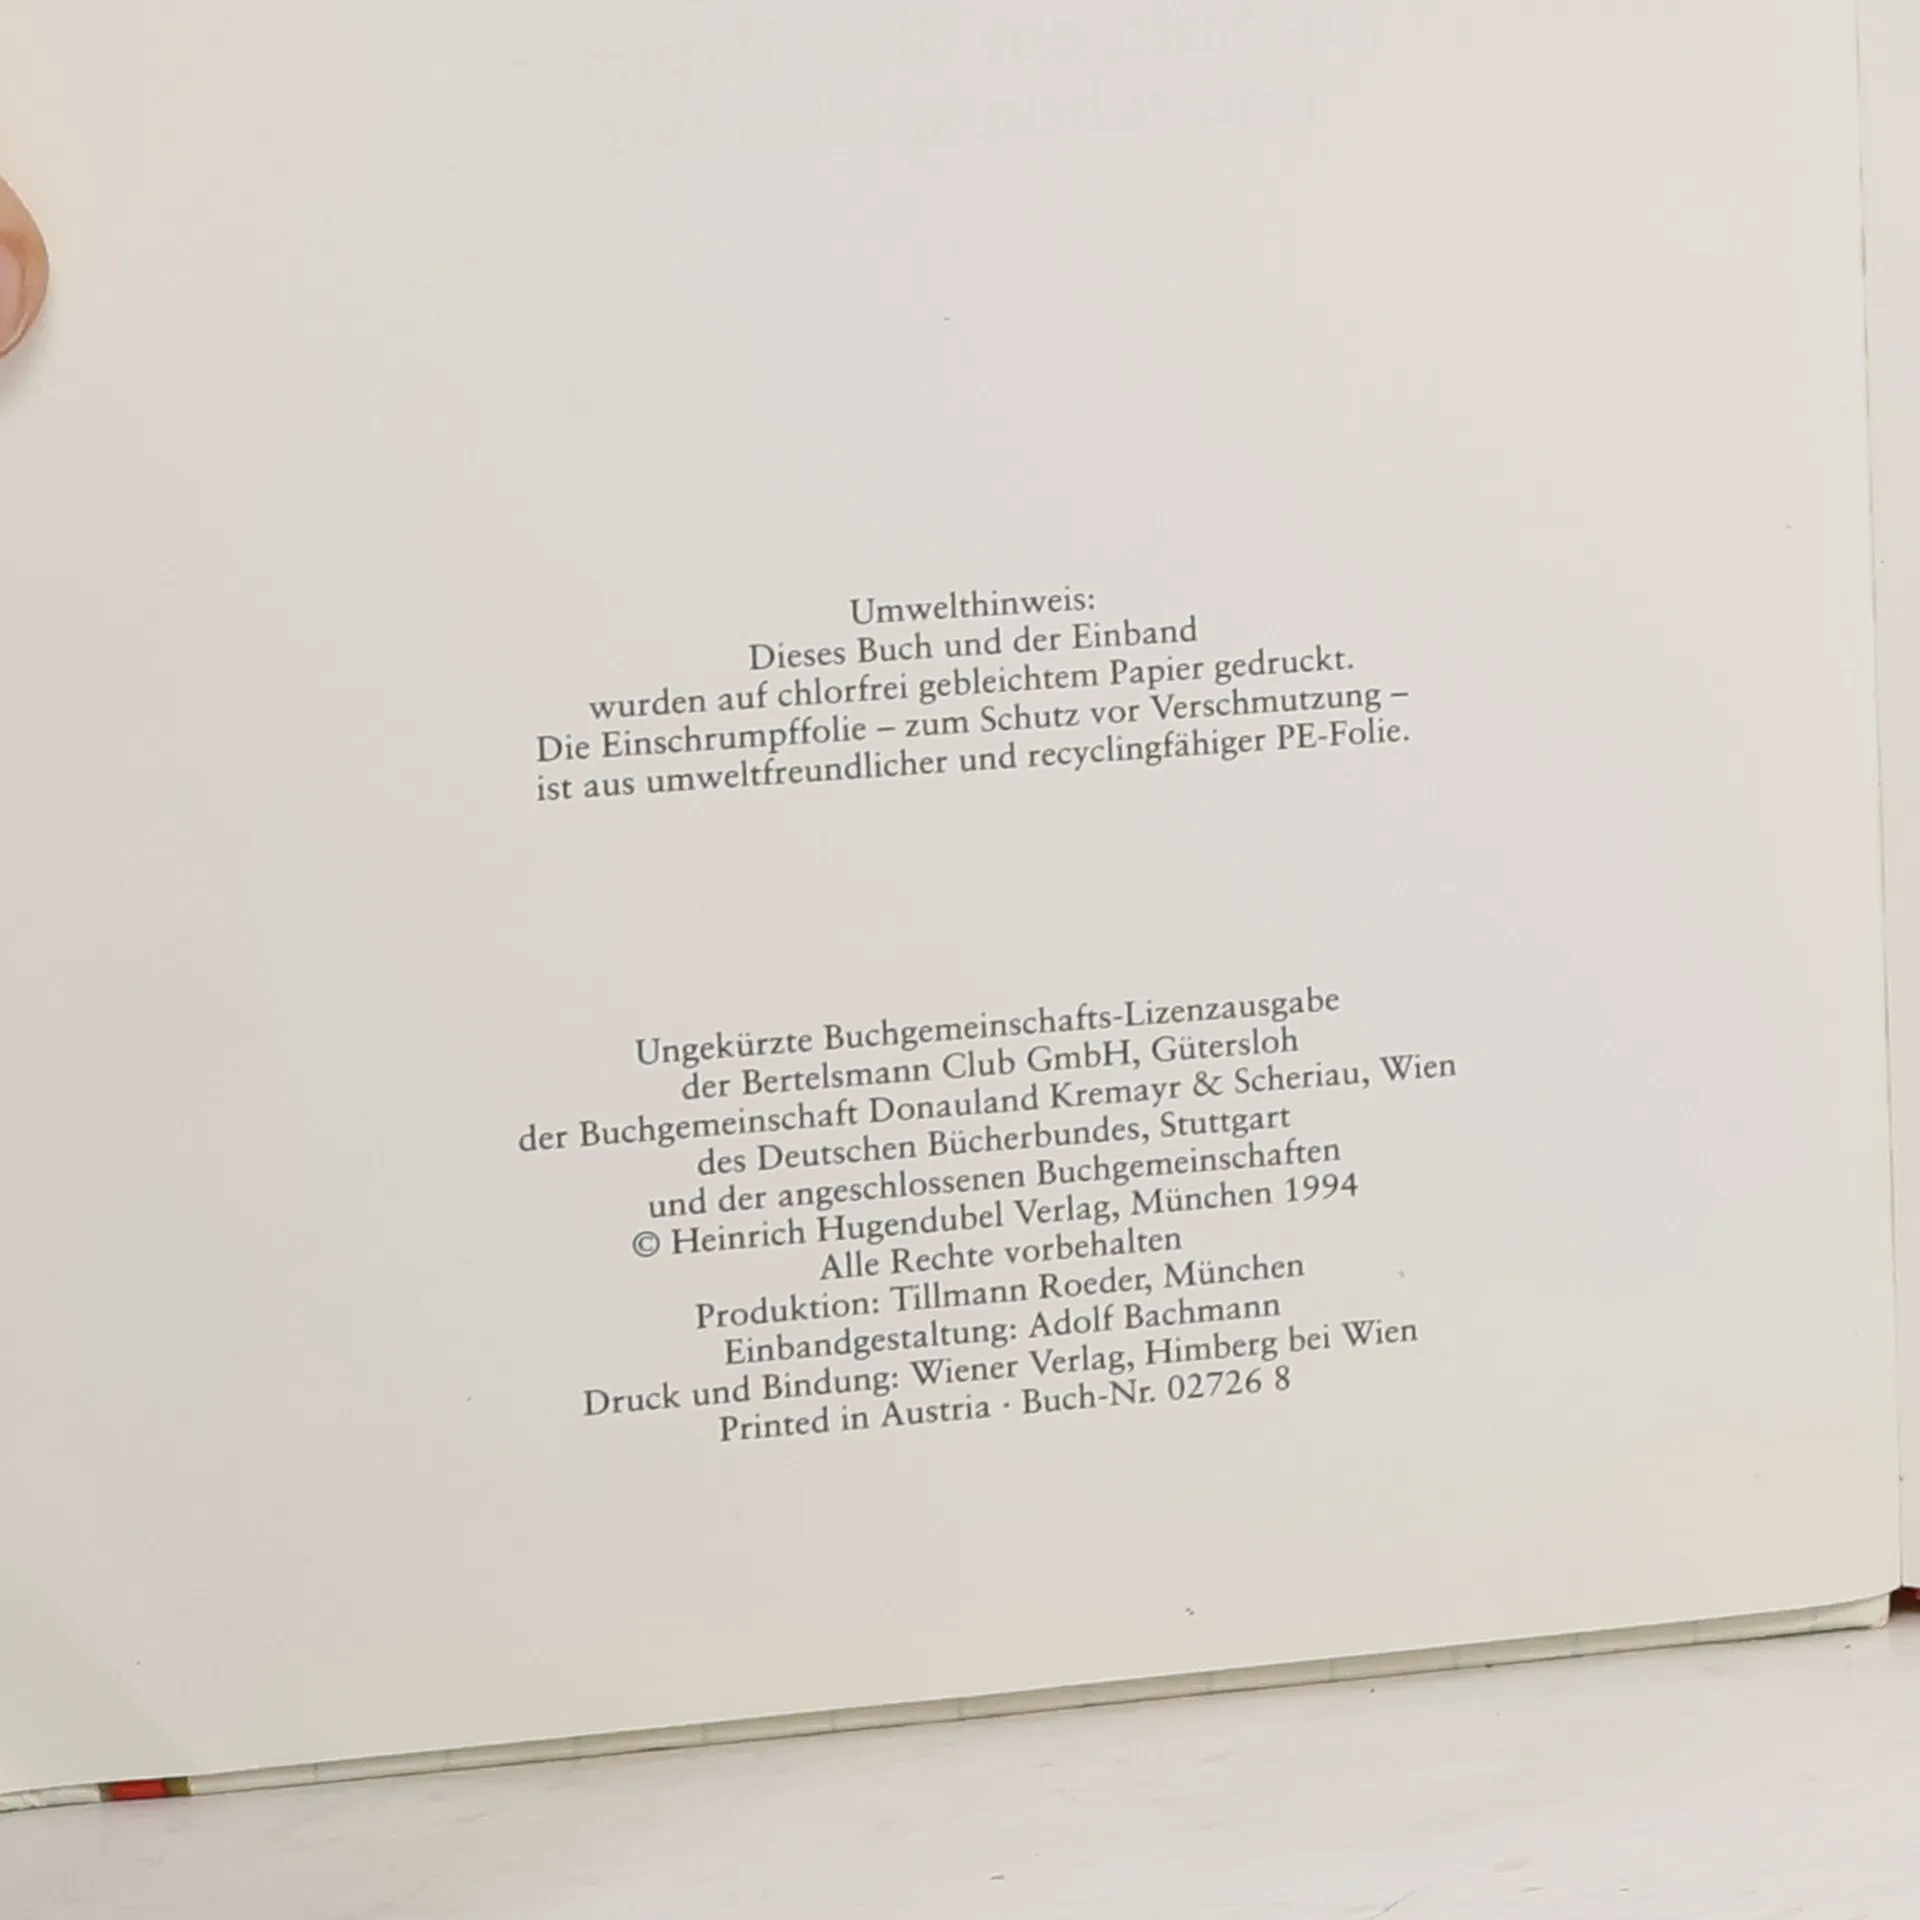 Umwelthinweis:
Dieses Buch und der Einband
wurden auf chlorfrei gebleichtem Papier gedruckt.
Die Einschrumpffolie – zum Schutz vor Verschmutzung –
ist aus umweltfreundlicher und recyclingfähiger PE-Folie.
Ungekürzte Buchgemeinschafts-Lizenzausgabe
der Bertelsmann Club GmbH, Gütersloh
der Buchgemeinschaft Donauland Kremayr & Scheriau, Wien
des Deutschen Bücherbundes, Stuttgart
und der angeschlossenen Buchgemeinschaften
© Heinrich Hugendubel Verlag, München 1994
Alle Rechte vorbehalten
Produktion: Tillmann Roeder, München
Einbandgestaltung: Adolf Bachmann
Druck und Bindung: Wiener Verlag, Himberg bei Wien
Printed in Austria · Buch-Nr. 02726 8